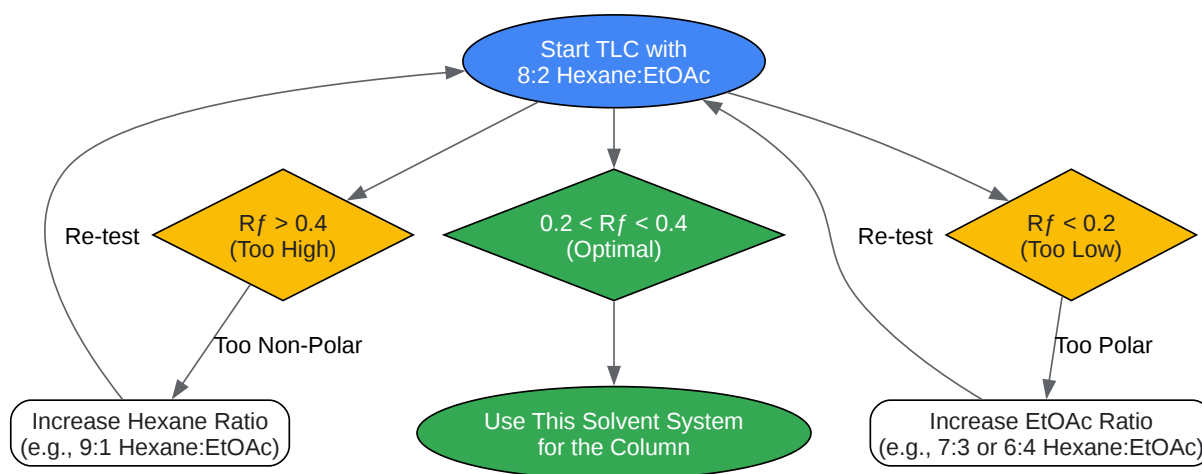 Start TLC with
8:2 Hexane:EtOAc
Re-test
Rƒ > 0.4
(Too High)
0.2 < Rƒ < 0.4
(Optimal)
Re-test
Rƒ < 0.2
(Too Low)
Too Non-Polar
Too Polar
Increase Hexane Ratio
(e.g., 9:1 Hexane:EtOAc)
Use This Solvent System
for the Column
Increase EtOAc Ratio
(e.g., 7:3 or 6:4 Hexane:EtOAc)